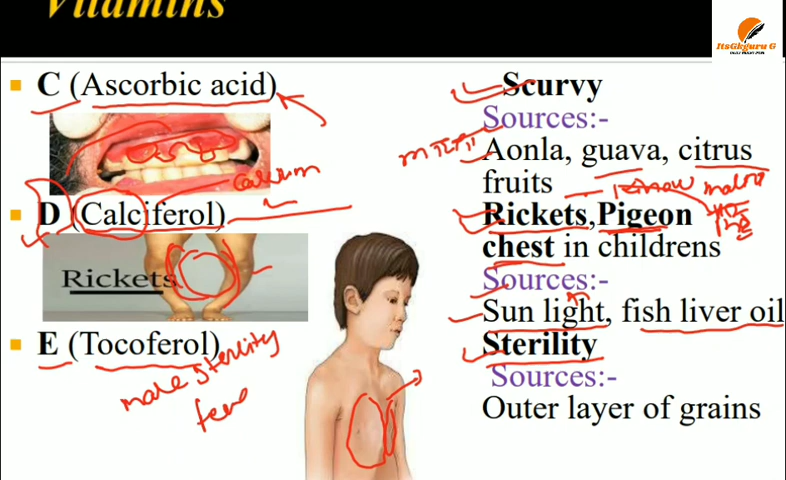 Vitamins
ItsGkguru G
C (Ascorbic acid)
Scurvy
Sources:-
Aonla, guava, citrus
fruits
calcium
D (Calciferol)
Rickets,Pigeon
chest in childrens
Rickets
Sources:-
Sun light, fish liver oil
E (Tocoferol)
Sterility
male sterility
Sources:-
Outer layer of grains